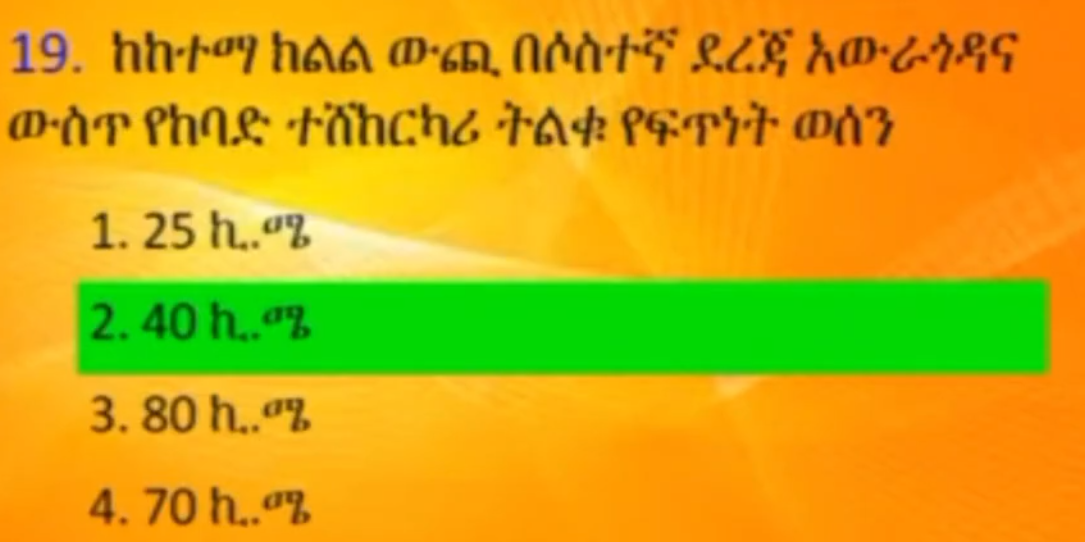 19. ከከተማ ክልል ውጪ በሶስተኛ ደረጃ አውራጎዳና
ውስጥ የከባድ ተሽከርካሪ ትልቁ የፍጥነት ወሰን
1. 25 ኪ..ሜ
2. 40 ኪ..ሜ
3. 80 ኪ..ሜ
4. 70 ኪ..ሜ